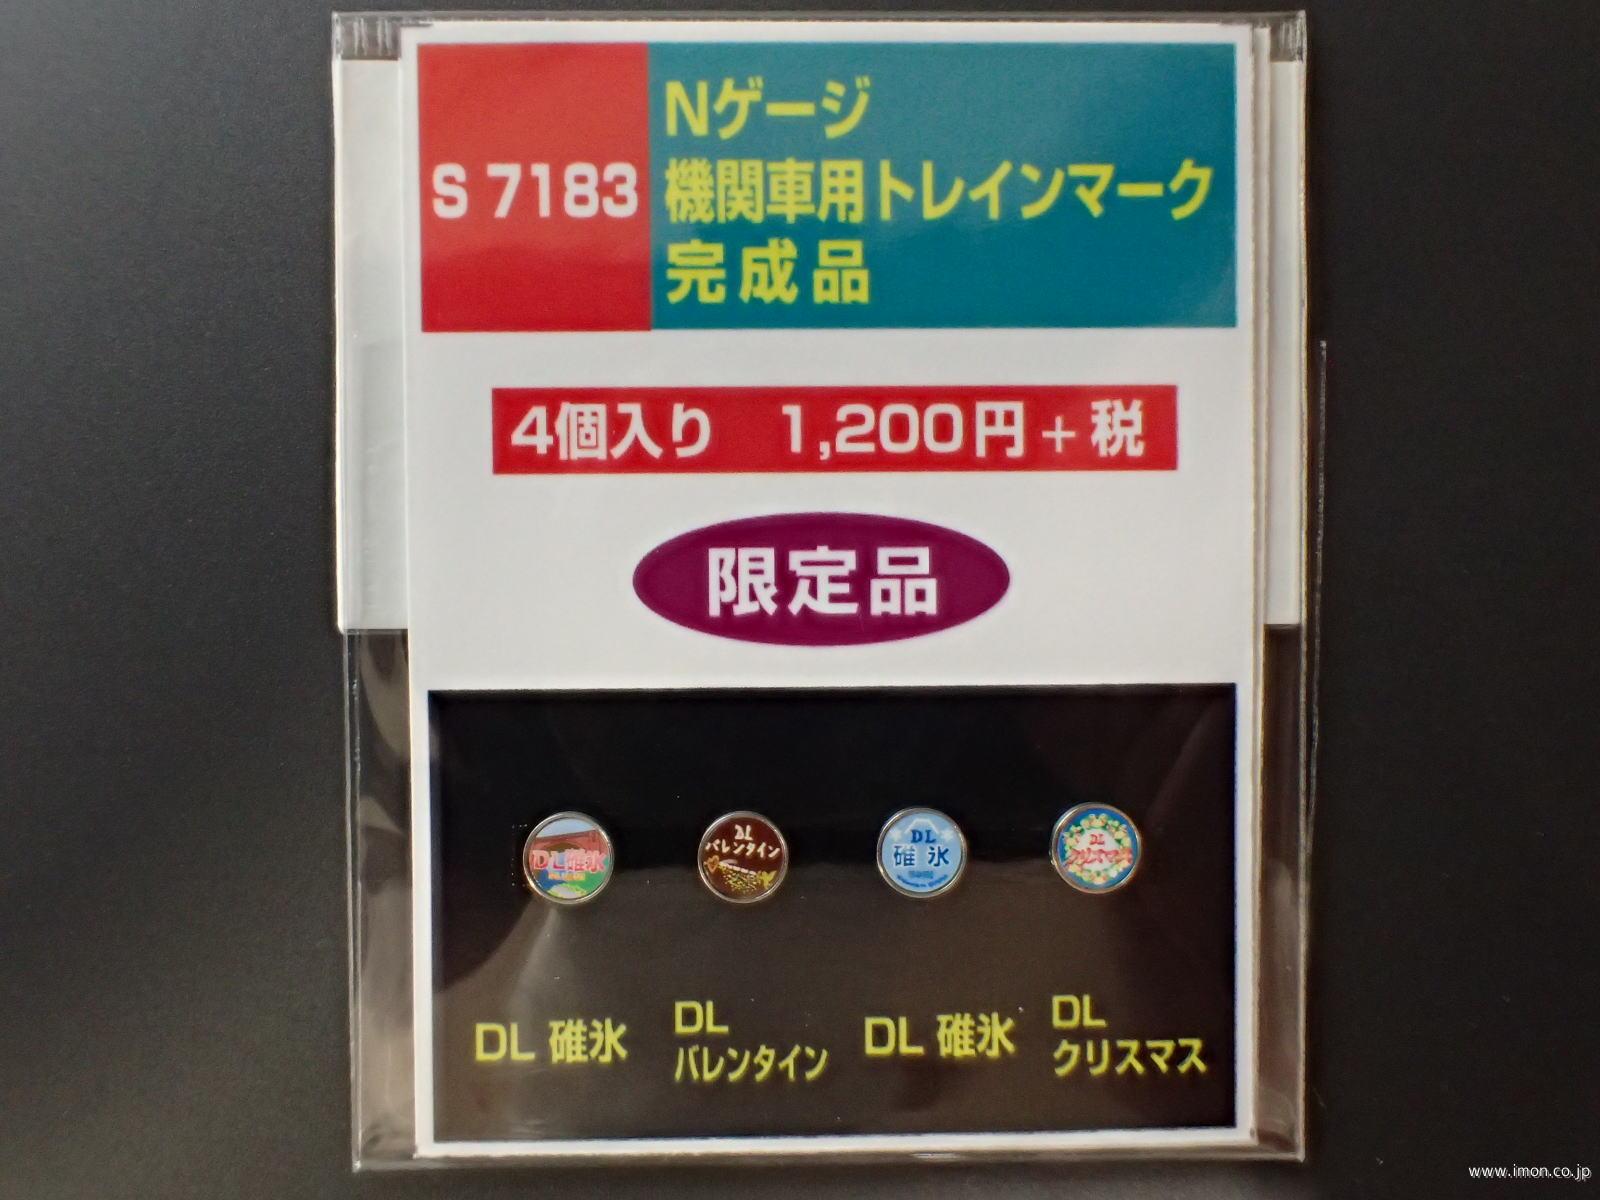 S 7183
Nゲージ
機関車用トレインマーク
完成品
4個入り 1,200円+税
限定品
DL碓氷
DL
バレンタイン
DL
碓氷
DL
クリスマス
DL 碓氷
DL
バレンタイン
DL 碓氷
DL
クリスマス
www.imon.co.jp